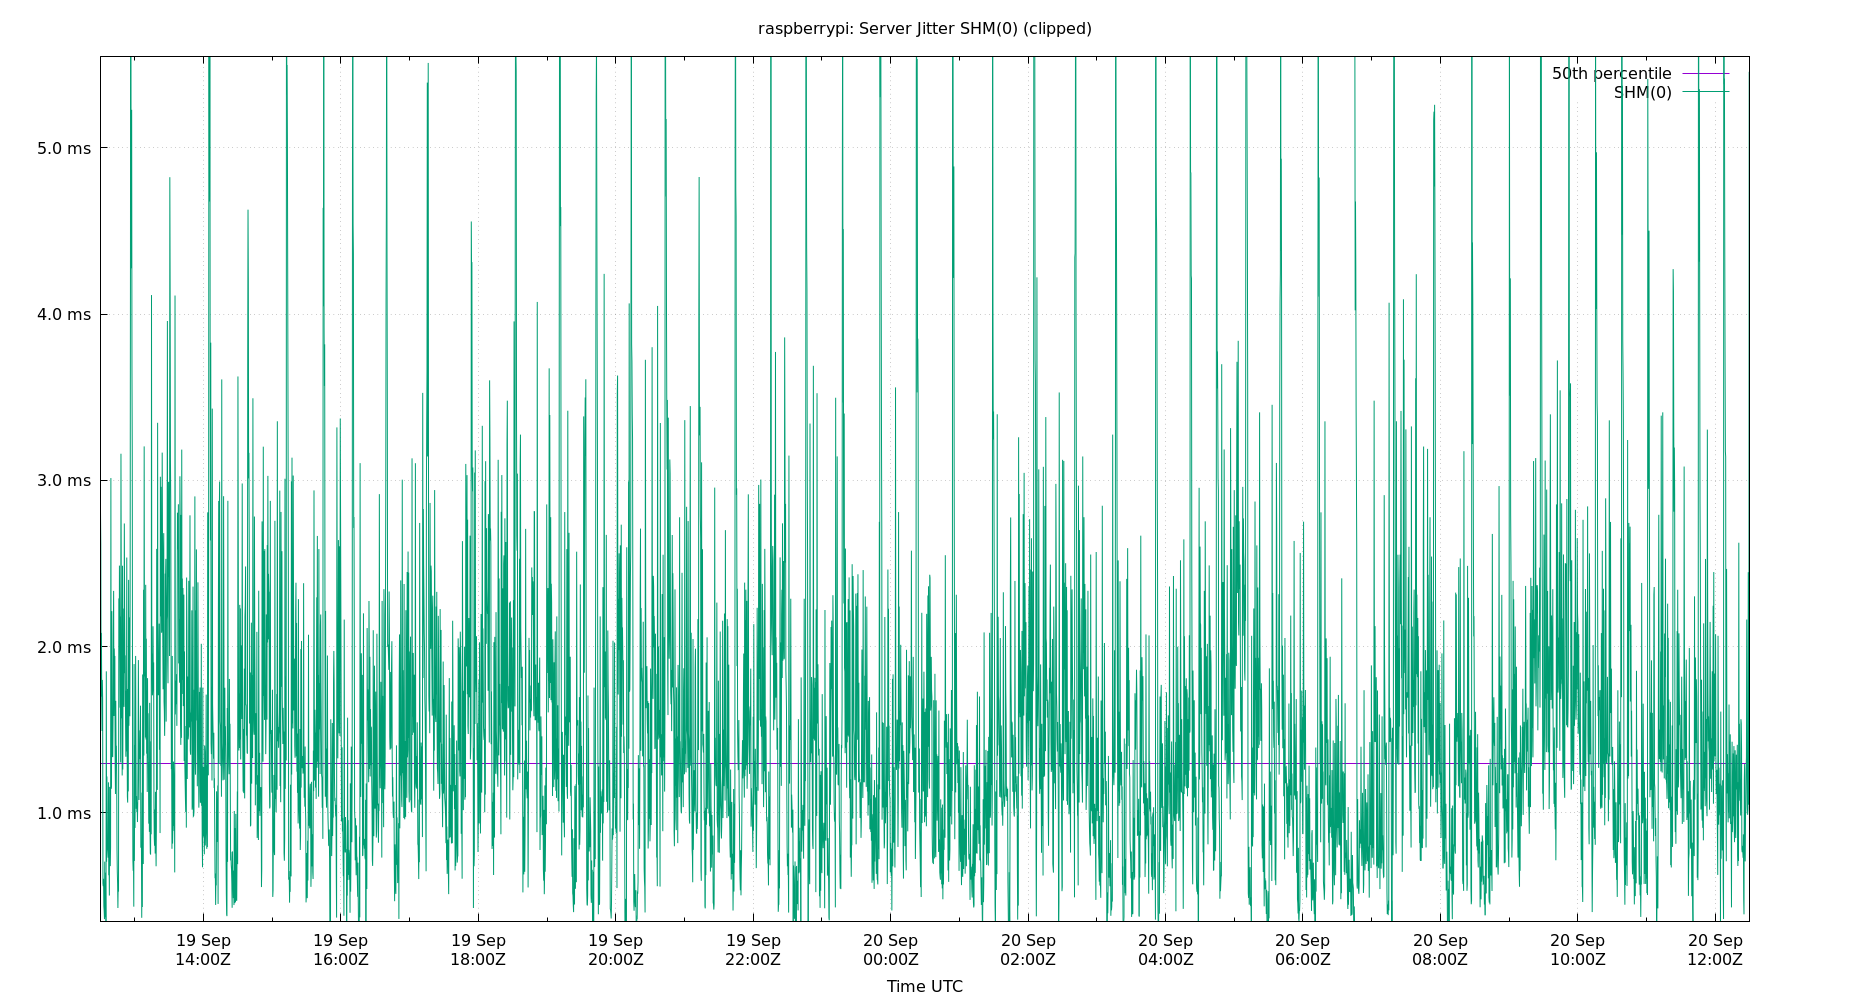 raspberrypi: Server Jitter SHM(0) (clipped)
50th percentile
SHM(0)
5.0 ms
4.0 ms
3.0 ms
2.0 ms
1.0 ms
19 Sep 19 Sep 19 Sep 19 Sep 19 Sep 20 Sep 20 Sep 20 Sep 20 Sep 20 Sep 20 Sep 20 Sep
14:00Z 16:00Z 18:00Z 20:00Z 22:00Z 00:00Z 02:00Z 04:00Z 06:00Z 08:00Z 10:00Z 12:00Z
Time UTC